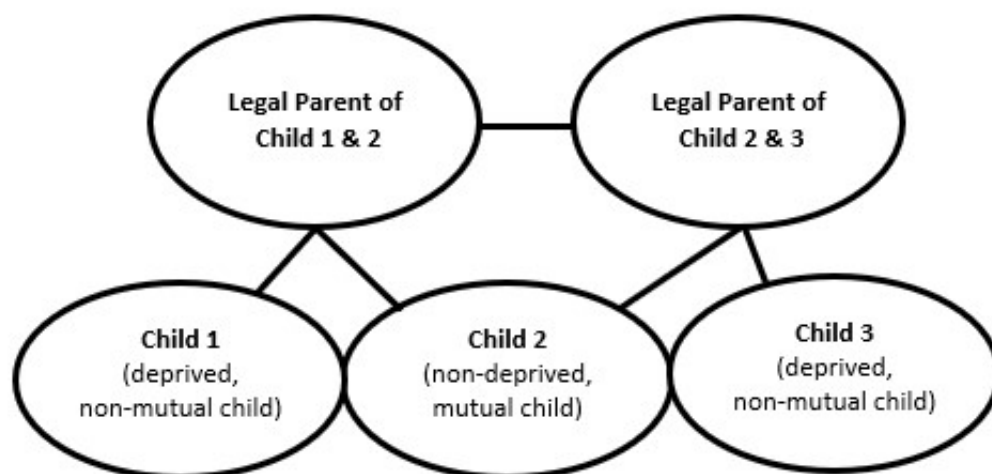 Legal Parent of
Child 1 & 2
Legal Parent of
Child 2 & 3
Child 1
(deprived,
non-mutual child)
Child 2
(non-deprived,
mutual child)
Child 3
(deprived,
non-mutual child)